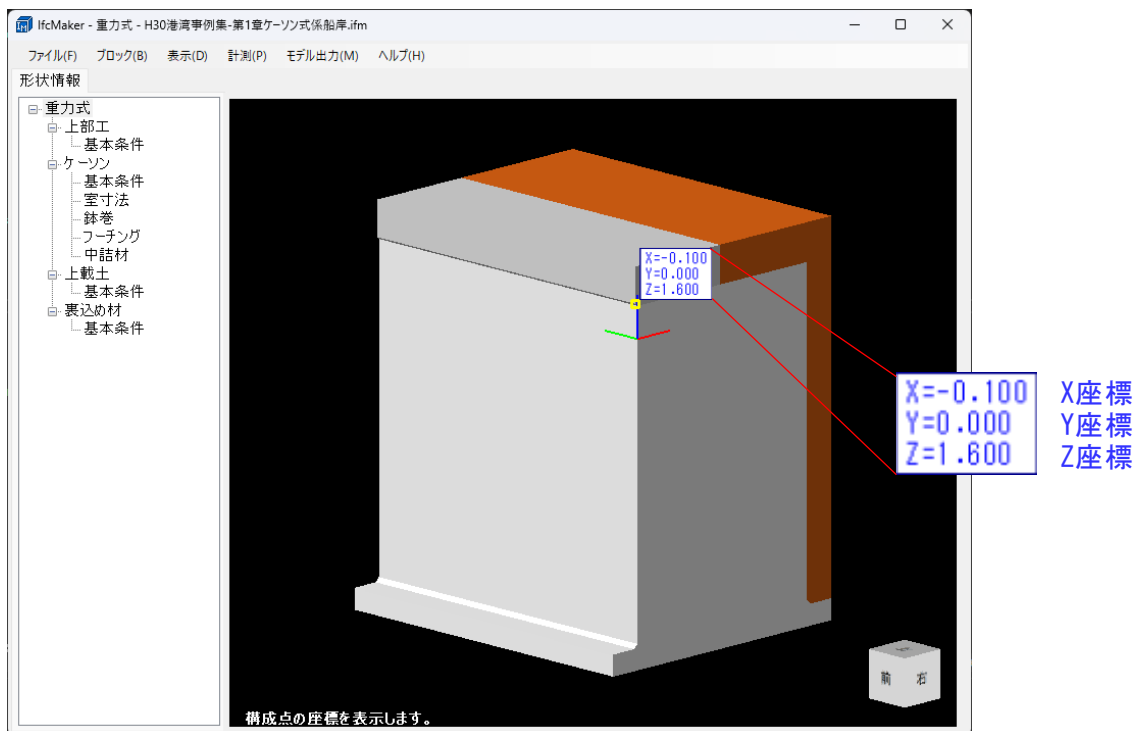 IfcMaker - 重力式 - H30港湾事例集-第1章ケーソン式係船岸.ifm
ファイル(F) ブロック(B) 表示(D) 計測(P) モデル出力(M) ヘルプ(H)
形状情報
重力式
上部工
基本条件
ケーソン
基本条件
室寸法
鉢巻
フーチング
中詰材
上載土
基本条件
裏込め材
基本条件
X=-0.100
Y=0.000
Z=1.600
X=-0.100 X座標
Y=0.000 Y座標
Z=1.600 Z座標
前 右
構成点の座標を表示します。